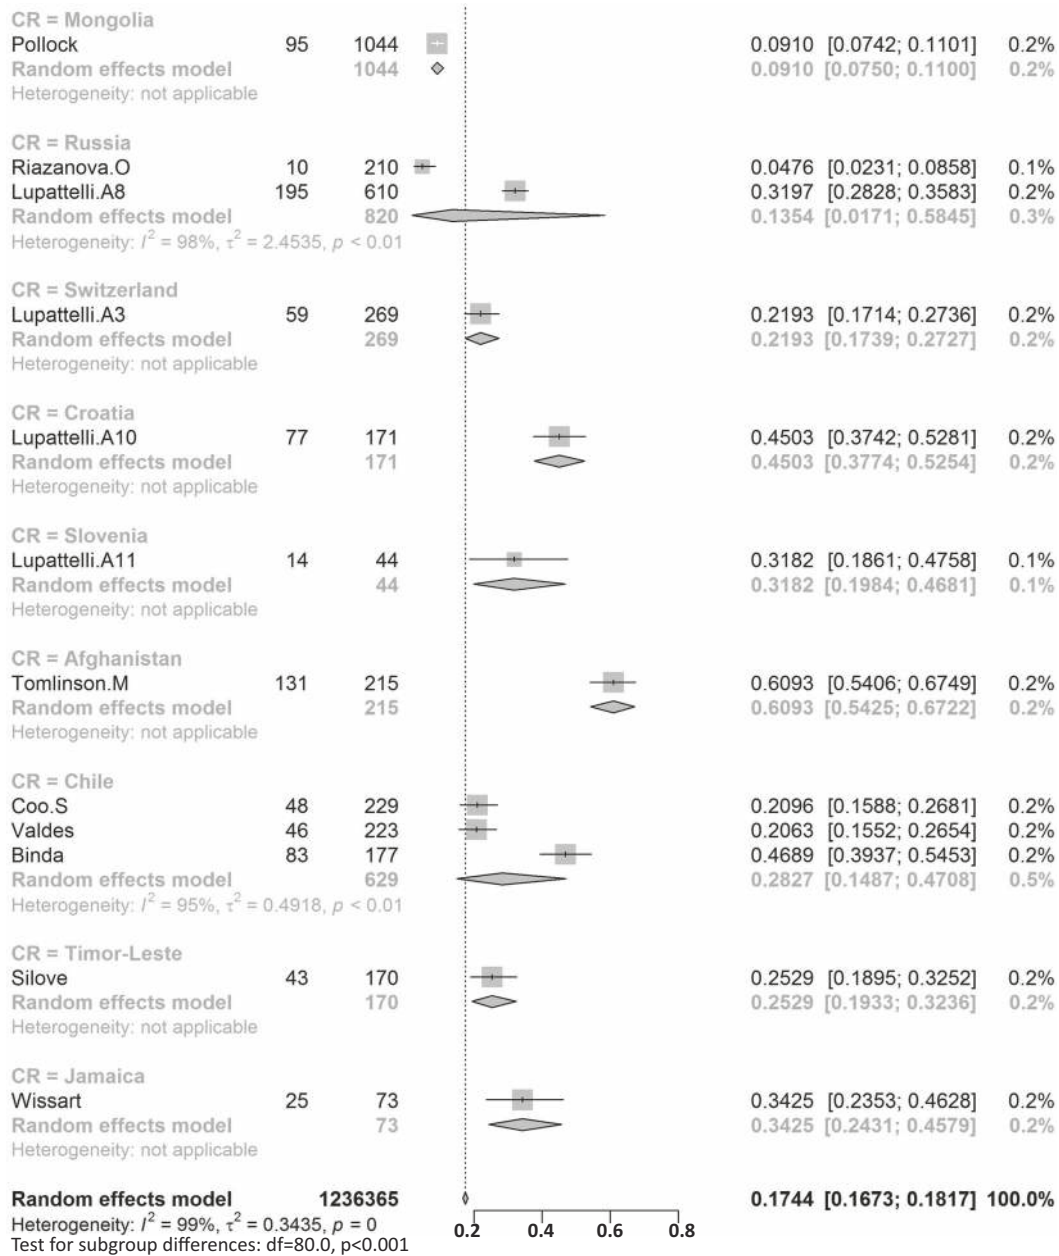 CR = Mongolia
Pollock 95 1044 0.0910 [0.0742; 0.1101] 0.2%
Random effects model 1044 0.0910 [0.0750; 0.1100] 0.2%
Heterogeneity: not applicable
CR = Russia
Riazanova.O 10 210 0.0476 [0.0231; 0.0858] 0.1%
Lupattelli.A8 195 610 0.3197 [0.2828; 0.3583] 0.2%
Random effects model 820 0.1354 [0.0171; 0.5845] 0.3%
Heterogeneity: I² = 98%, τ² = 2.4535, p < 0.01
CR = Switzerland
Lupattelli.A3 59 269 0.2193 [0.1714; 0.2736] 0.2%
Random effects model 269 0.2193 [0.1739; 0.2727] 0.2%
Heterogeneity: not applicable
CR = Croatia
Lupattelli.A10 77 171 0.4503 [0.3742; 0.5281] 0.2%
Random effects model 171 0.4503 [0.3774; 0.5254] 0.2%
Heterogeneity: not applicable
CR = Slovenia
Lupattelli.A11 14 44 0.3182 [0.1861; 0.4758] 0.1%
Random effects model 44 0.3182 [0.1984; 0.4681] 0.1%
Heterogeneity: not applicable
CR = Afghanistan
Tomlinson.M 131 215 0.6093 [0.5406; 0.6749] 0.2%
Random effects model 215 0.6093 [0.5425; 0.6722] 0.2%
Heterogeneity: not applicable
CR = Chile
Coo.S 48 229 0.2096 [0.1588; 0.2681] 0.2%
Valdes 46 223 0.2063 [0.1552; 0.2654] 0.2%
Binda 83 177 0.4689 [0.3937; 0.5453] 0.2%
Random effects model 629 0.2827 [0.1487; 0.4708] 0.5%
Heterogeneity: I² = 95%, τ² = 0.4918, p < 0.01
CR = Timor-Leste
Silove 43 170 0.2529 [0.1895; 0.3252] 0.2%
Random effects model 170 0.2529 [0.1933; 0.3236] 0.2%
Heterogeneity: not applicable
CR = Jamaica
Wissart 25 73 0.3425 [0.2353; 0.4628] 0.2%
Random effects model 73 0.3425 [0.2431; 0.4579] 0.2%
Heterogeneity: not applicable
Random effects model 1236365 0.1744 [0.1673; 0.1817] 100.0%
Heterogeneity: I² = 99%, τ² = 0.3435, p = 0
0.2 0.4 0.6 0.8
Test for subgroup differences: df=80.0, p<0.001